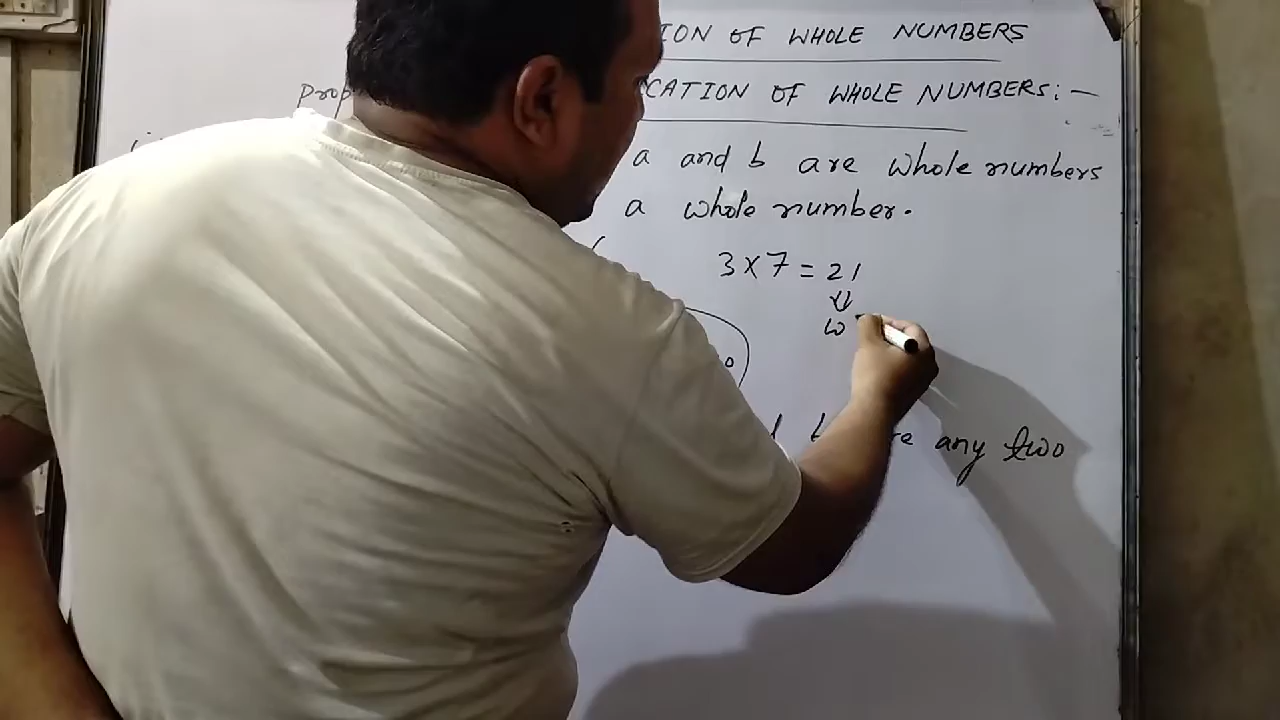 ION OF WHOLE NUMBERS
Prop CATION OF WHOLE NUMBERS:-
a and b are whole numbers
a whole number.
3 x 7 = 21
⇓
w
any two